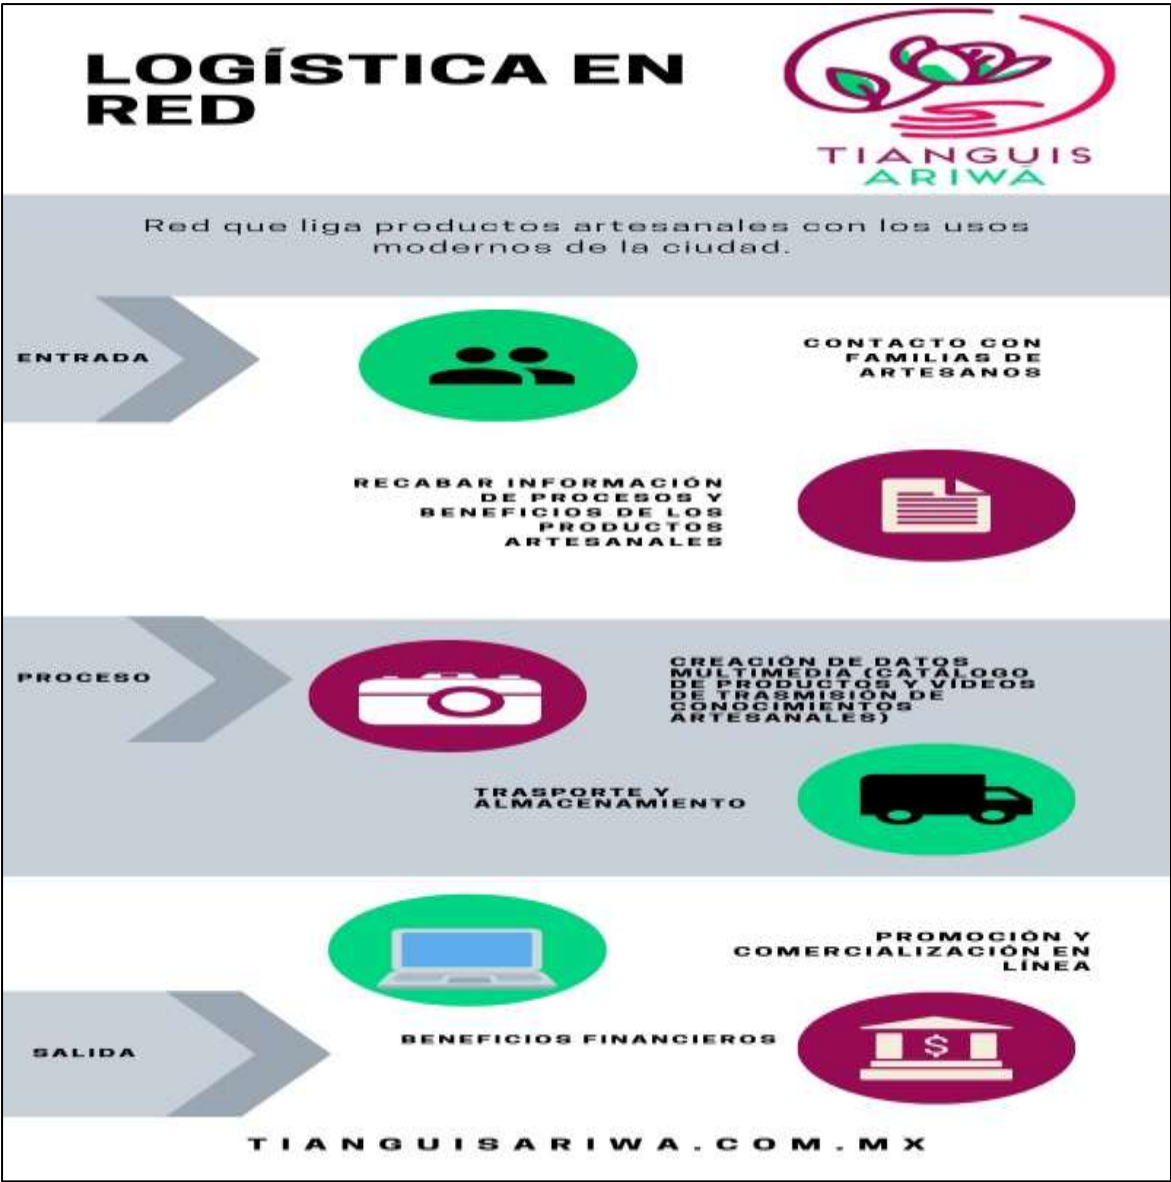 LOGÍSTICA EN
RED
TIANGUIS
ARIWÁ
Red que liga productos artesanales con los usos
modernos de la ciudad.
ENTRADA
CONTACTO CON
FAMILIAS DE
ARTESANOS
RECABAR INFORMACIÓN
DE PROCESOS Y
BENEFICIOS DE LOS
PRODUCTOS
ARTESANALES
PROCESO
CREACIÓN DE DATOS
MULTIMEDIA (CATÁLOGO
DE PRODUCTOS Y VÍDEOS
DE TRASMISIÓN DE
CONOCIMIENTOS
ARTESANALES)
TRASPORTE Y
ALMACENAMIENTO
PROMOCIÓN Y
COMERCIALIZACIÓN EN
LÍNEA
SALIDA
BENEFICIOS FINANCIEROS
$
TIANGUISARIWA.COM.MX